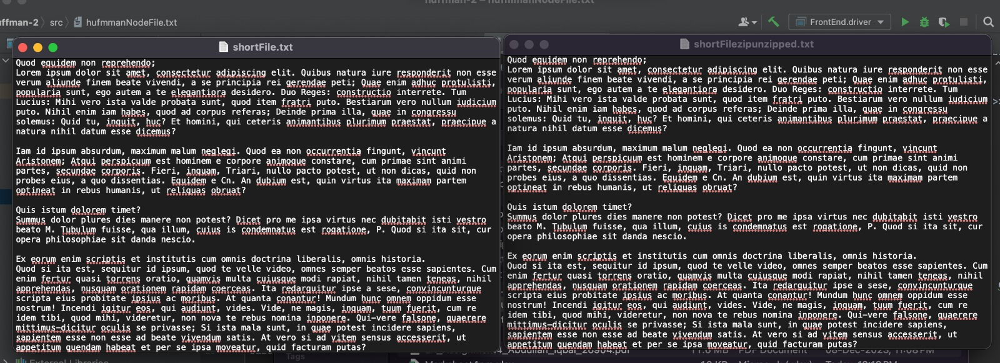 huffman-2 – hufmmanNodeFile.txt
uffman-2 〉 src 〉 hufmmanNodeFile.txt
FrontEnd.driver
shortFile.txt
Quod equidem non reprehendo;
Lorem ipsum dolor sit amet, consectetur adipiscing elit. Quibus natura iure responderit non esse
verum aliunde finem beate vivendi, a se principia rei gerendae peti; Quae enim adhuc protulisti,
popularia sunt, ego autem a te elegantiora desidero. Duo Reges: constructio interrete. Tum
Lucius: Mihi vero ista valde probata sunt, quod item fratri puto. Bestiarum vero nullum iudicium
puto. Nihil enim iam habes, quod ad corpus referas; Deinde prima illa, quae in congressu
solemus: Quid tu, inquit, huc? Et homini, qui ceteris animantibus plurimum praestat, praecipue a
natura nihil datum esse dicemus?
Iam id ipsum absurdum, maximum malum neglegi. Quod ea non occurrentia fingunt, vincunt
Aristonem; Atqui perspicuum est hominem e corpore animoque constare, cum primae sint animi
partes, secundae corporis. Fieri, inquam, Triari, nullo pacto potest, ut non dicas, quid non
probes eius, a quo dissentias. Equidem e Cn. An dubium est, quin virtus ita maximam partem
optineat in rebus humanis, ut reliquas obruat?
Quis istum dolorem timet?
Summus dolor plures dies manere non potest? Dicet pro me ipsa virtus nec dubitabit isti vestro
beato M. Tubulum fuisse, qua illum, cuius is condemnatus est rogatione, P. Quod si ita sit, cur
opera philosophiae sit danda nescio.
Ex eorum enim scriptis et institutis cum omnis doctrina liberalis, omnis historia.
Quod si ita est, sequitur id ipsum, quod te velle video, omnes semper beatos esse sapientes. Cum
enim fertur quasi torrens oratio, quamvis multa cuiusque modi rapiat, nihil tamen teneas, nihil
apprehendas, nusquam orationem rapidam coerceas. Ita redarguitur ipse a sese, convincunturque
scripta eius probitate ipsius ac moribus. At quanta conantur! Mundum hunc omnem oppidum esse
nostrum! Incendi igitur eos, qui audiunt, vides. Vide, ne magis, inquam, tuum fuerit, cum re
idem tibi, quod mihi, videretur, non nova te rebus nomina inponere. Qui-vere falsone, quaerere
mittimus-dicitur oculis se privasse; Si ista mala sunt, in quae potest incidere sapiens,
sapientem esse non esse ad beate vivendum satis. At vero si ad vitem sensus accesserit, ut
appetitum quendam habeat et per se ipsa moveatur, quid facturam putas?
shortFilezipunzipped.txt
Quod equidem non reprehendo;
Lorem ipsum dolor sit amet, consectetur adipiscing elit. Quibus natura iure responderit non esse
verum aliunde finem beate vivendi, a se principia rei gerendae peti; Quae enim adhuc protulisti,
popularia sunt, ego autem a te elegantiora desidero. Duo Reges: constructio interrete. Tum
Lucius: Mihi vero ista valde probata sunt, quod item fratri puto. Bestiarum vero nullum iudicium
puto. Nihil enim iam habes, quod ad corpus referas; Deinde prima illa, quae in congressu
solemus: Quid tu, inquit, huc? Et homini, qui ceteris animantibus plurimum praestat, praecipue a
natura nihil datum esse dicemus?
Iam id ipsum absurdum, maximum malum neglegi. Quod ea non occurrentia fingunt, vincunt
Aristonem; Atqui perspicuum est hominem e corpore animoque constare, cum primae sint animi
partes, secundae corporis. Fieri, inquam, Triari, nullo pacto potest, ut non dicas, quid non
probes eius, a quo dissentias. Equidem e Cn. An dubium est, quin virtus ita maximam partem
optineat in rebus humanis, ut reliquas obruat?
Quis istum dolorem timet?
Summus dolor plures dies manere non potest? Dicet pro me ipsa virtus nec dubitabit isti vestro
beato M. Tubulum fuisse, qua illum, cuius is condemnatus est rogatione, P. Quod si ita sit, cur
opera philosophiae sit danda nescio.
Ex eorum enim scriptis et institutis cum omnis doctrina liberalis, omnis historia.
Quod si ita est, sequitur id ipsum, quod te velle video, omnes semper beatos esse sapientes. Cum
enim fertur quasi torrens oratio, quamvis multa cuiusque modi rapiat, nihil tamen teneas, nihil
apprehendas, nusquam orationem rapidam coerceas. Ita redarguitur ipse a sese, convincunturque
scripta eius probitate ipsius ac moribus. At quanta conantur! Mundum hunc omnem oppidum esse
nostrum! Incendi igitur eos, qui audiunt, vides. Vide, ne magis, inquam, tuum fuerit, cum re
idem tibi, quod mihi, videretur, non nova te rebus nomina inponere. Qui-vere falsone, quaerere
mittimus-dicitur oculis se privasse; Si ista mala sunt, in quae potest incidere sapiens,
sapientem esse non esse ad beate vivendum satis. At vero si ad vitem sensus accesserit, ut
appetitum quendam habeat et per se ipsa moveatur, quid facturam putas?
External Libraries
Tags